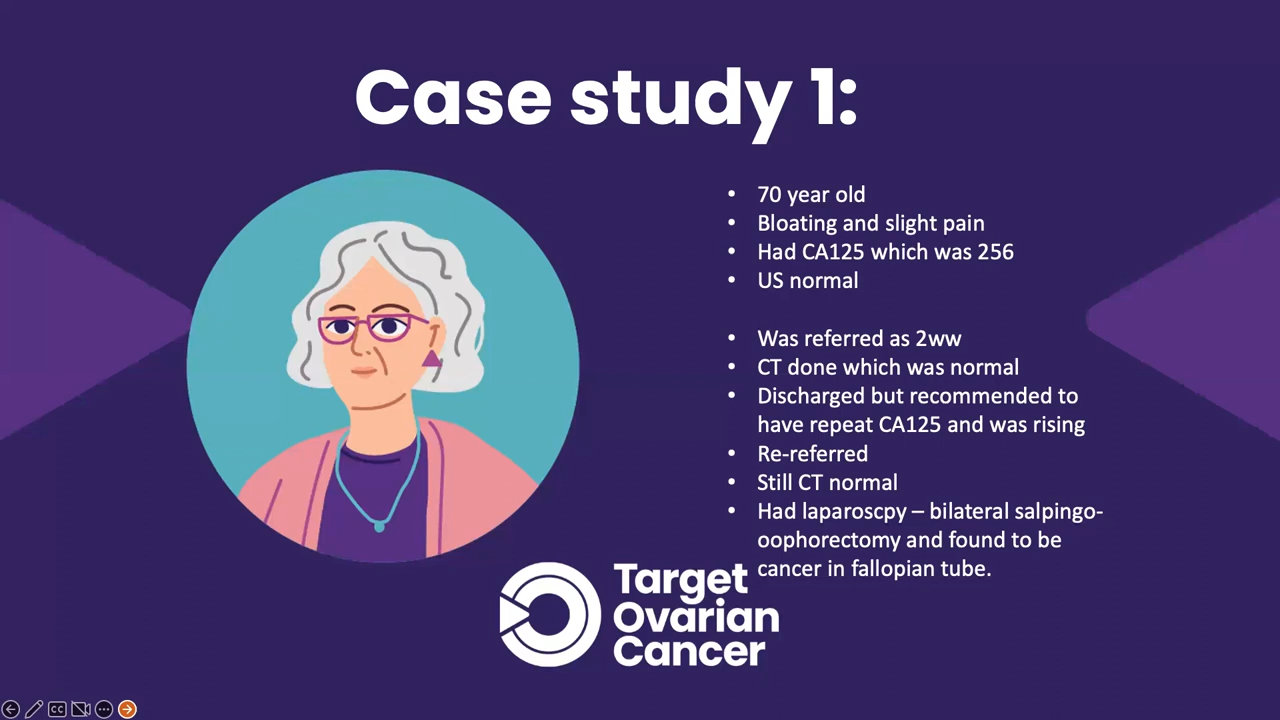 Case study 1:
• 70 year old
• Bloating and slight pain
• Had CA125 which was 256
• US normal
• Was referred as 2ww
• CT done which was normal
• Discharged but recommended to
have repeat CA125 and was rising
• Re-referred
• Still CT normal
• Had laparoscpy – bilateral salpingo-
oophorectomy and found to be
cancer in fallopian tube.
Target
Ovarian
Cancer
CC